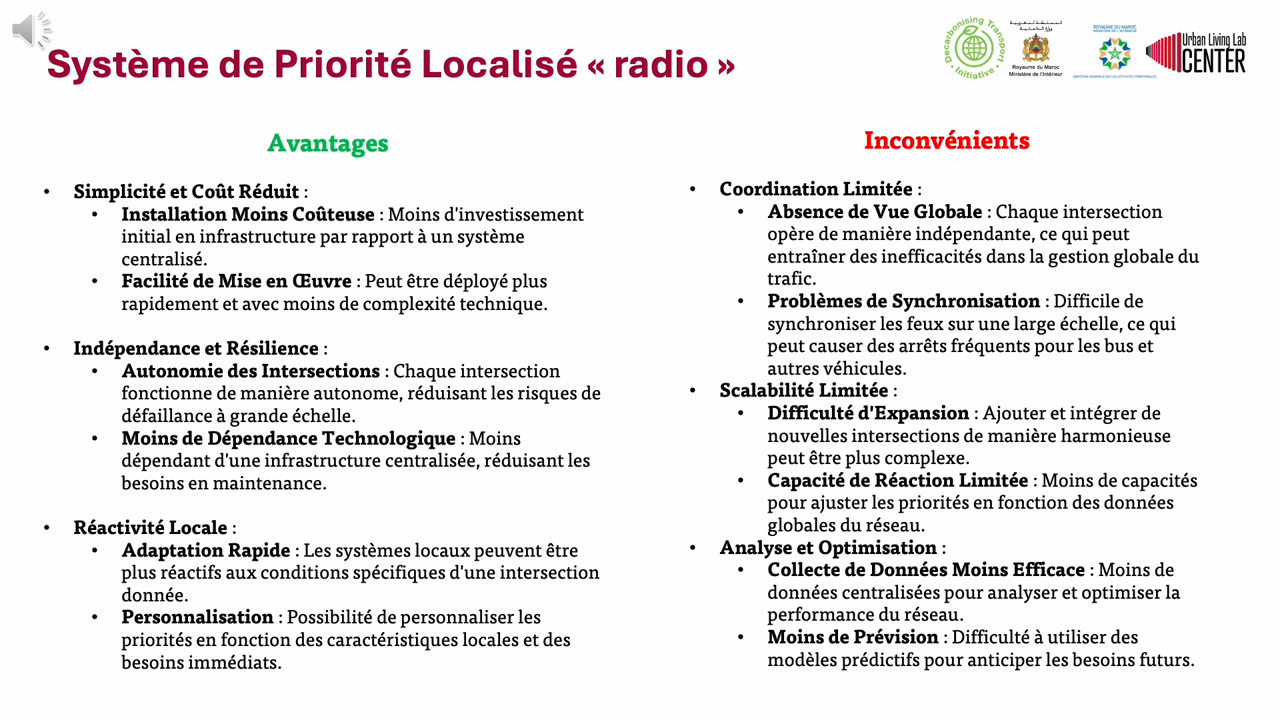 Système de Priorité Localisé « radio »
Decarbonising Transport
Initiative
Royaume du Maroc
Ministère de l'Intérieur
ROYAUME DU MAROC
MINISTÈRE DE L'INTÉRIEUR
DIRECTION GÉNÉRALE DES COLLECTIVITÉS TERRITORIALES
Urban Living Lab
CENTER
Avantages
• Simplicité et Coût Réduit :
• Installation Moins Coûteuse : Moins d'investissement
initial en infrastructure par rapport à un système
centralisé.
• Facilité de Mise en Œuvre : Peut être déployé plus
rapidement et avec moins de complexité technique.
• Indépendance et Résilience :
• Autonomie des Intersections : Chaque intersection
fonctionne de manière autonome, réduisant les risques de
défaillance à grande échelle.
• Moins de Dépendance Technologique : Moins
dépendant d'une infrastructure centralisée, réduisant les
besoins en maintenance.
• Réactivité Locale :
• Adaptation Rapide : Les systèmes locaux peuvent être
plus réactifs aux conditions spécifiques d'une intersection
donnée.
• Personnalisation : Possibilité de personnaliser les
priorités en fonction des caractéristiques locales et des
besoins immédiats.
Inconvénients
• Coordination Limitée :
• Absence de Vue Globale : Chaque intersection
opère de manière indépendante, ce qui peut
entraîner des inefficacités dans la gestion globale du
trafic.
• Problèmes de Synchronisation : Difficile de
synchroniser les feux sur une large échelle, ce qui
peut causer des arrêts fréquents pour les bus et
autres véhicules.
• Scalabilité Limitée :
• Difficulté d'Expansion : Ajouter et intégrer de
nouvelles intersections de manière harmonieuse
peut être plus complexe.
• Capacité de Réaction Limitée : Moins de capacités
pour ajuster les priorités en fonction des données
globales du réseau.
• Analyse et Optimisation :
• Collecte de Données Moins Efficace : Moins de
données centralisées pour analyser et optimiser la
performance du réseau.
• Moins de Prévision : Difficulté à utiliser des
modèles prédictifs pour anticiper les besoins futurs.